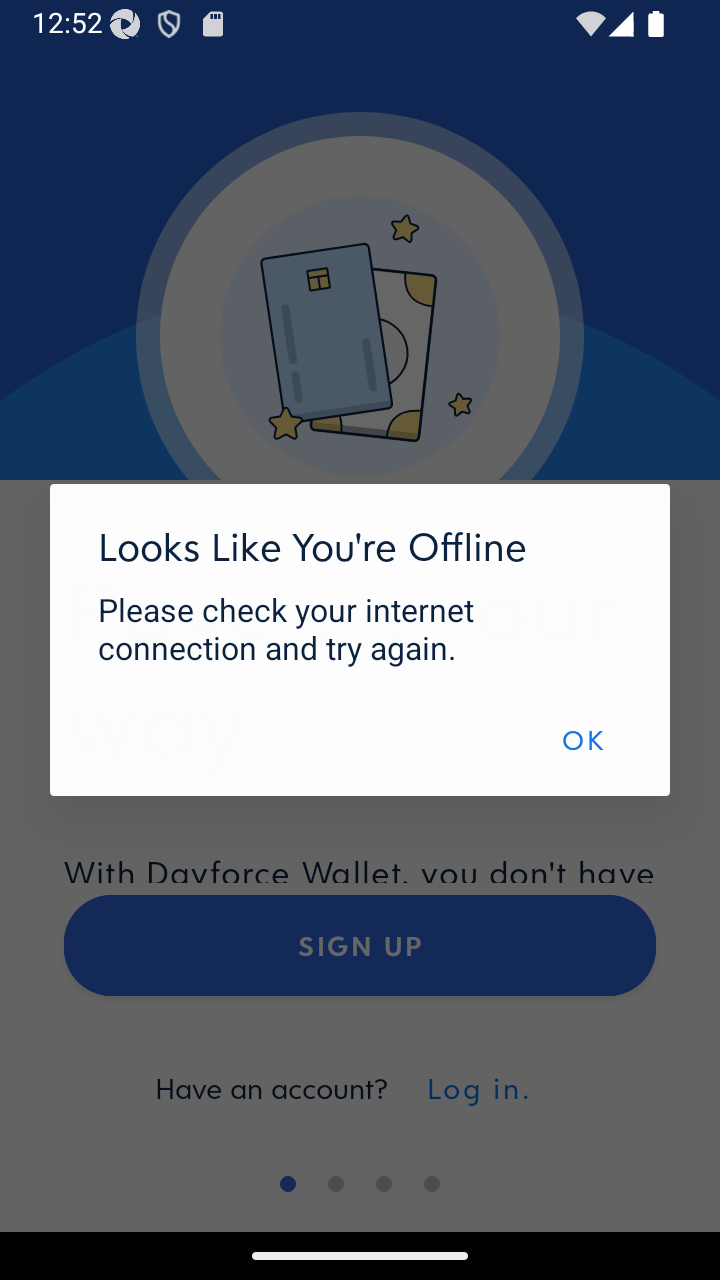 12:52
Looks Like You're Offline
Please check your internet
connection and try again.
OK
With Dayforce Wallet, you don't have
SIGN UP
Have an account? Log in.